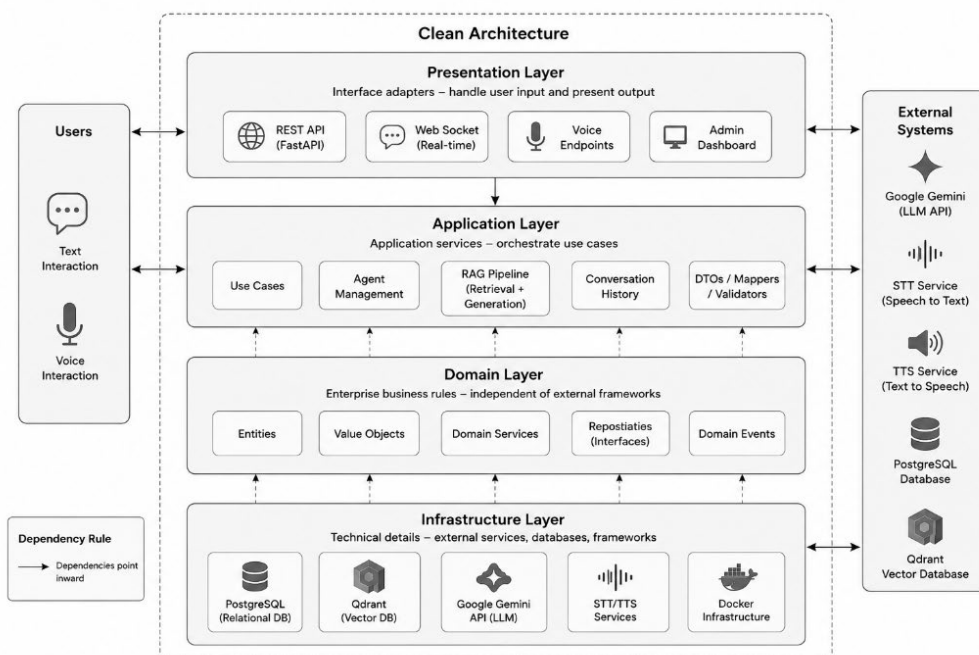 Clean Architecture
Users
Text
Interaction
Voice
Interaction
Presentation Layer
Interface adapters – handle user input and present output
REST API
(FastAPI)
Web Socket
(Real-time)
Voice
Endpoints
Admin
Dashboard
Application Layer
Application services – orchestrate use cases
Use Cases
Agent
Management
RAG Pipeline
(Retrieval +
Generation)
Conversation
History
DTOs / Mappers
/ Validators
Domain Layer
Enterprise business rules – independent of external frameworks
Entities
Value Objects
Domain Services
Repostiaties
(Interfaces)
Domain Events
Infrastructure Layer
Technical details – external services, databases, frameworks
PostgreSQL
(Relational DB)
Qdrant
(Vector DB)
Google Gemini
API (LLM)
STT/TTS
Services
Docker
Infrastructure
External
Systems
Google Gemini
(LLM API)
STT Service
(Speech to Text)
TTS Service
(Text to Speech)
PostgreSQL
Database
Qdrant
Vector Database
Dependency Rule
Dependencies point
inward